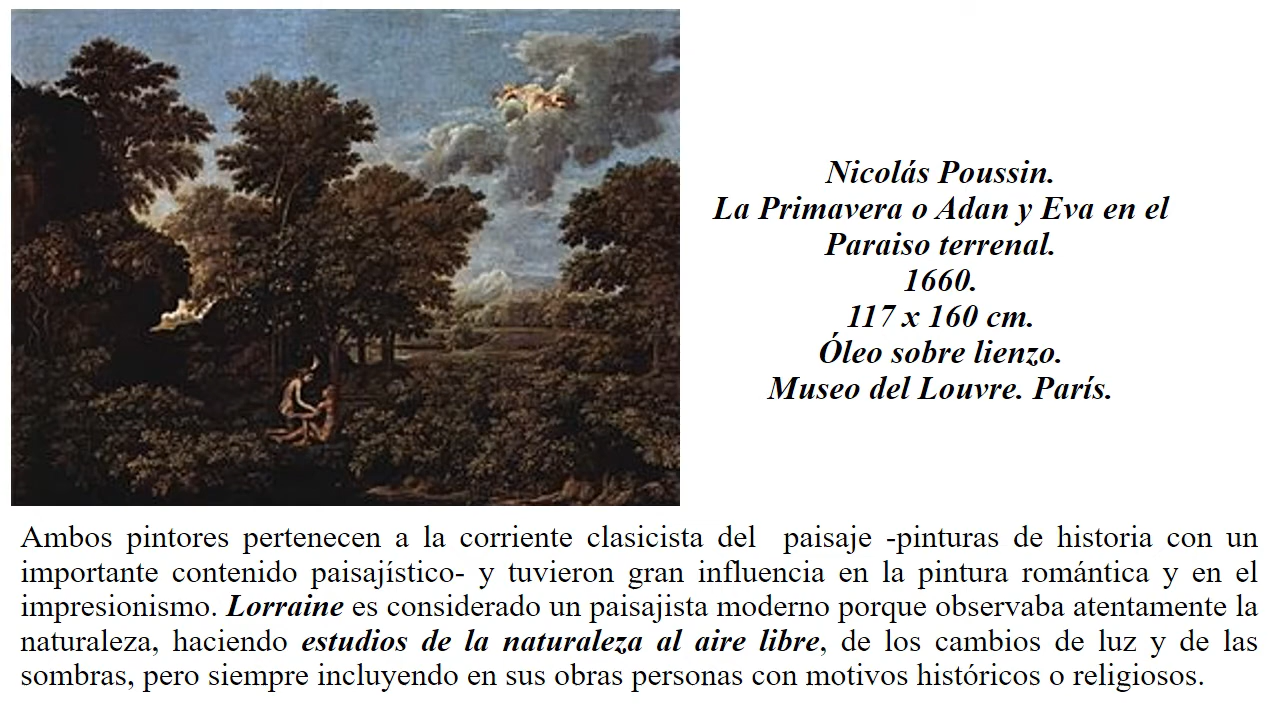 Nicolás Poussin.
La Primavera o Adan y Eva en el
Paraiso terrenal.
1660.
117 x 160 cm.
Óleo sobre lienzo.
Museo del Louvre. París.
Ambos pintores pertenecen a la corriente clasicista del paisaje -pinturas de historia con un
importante contenido paisajístico- y tuvieron gran influencia en la pintura romántica y en el
impresionismo. Lorraine es considerado un paisajista moderno porque observaba atentamente la
naturaleza, haciendo estudios de la naturaleza al aire libre, de los cambios de luz y de las
sombras, pero siempre incluyendo en sus obras personas con motivos históricos o religiosos.